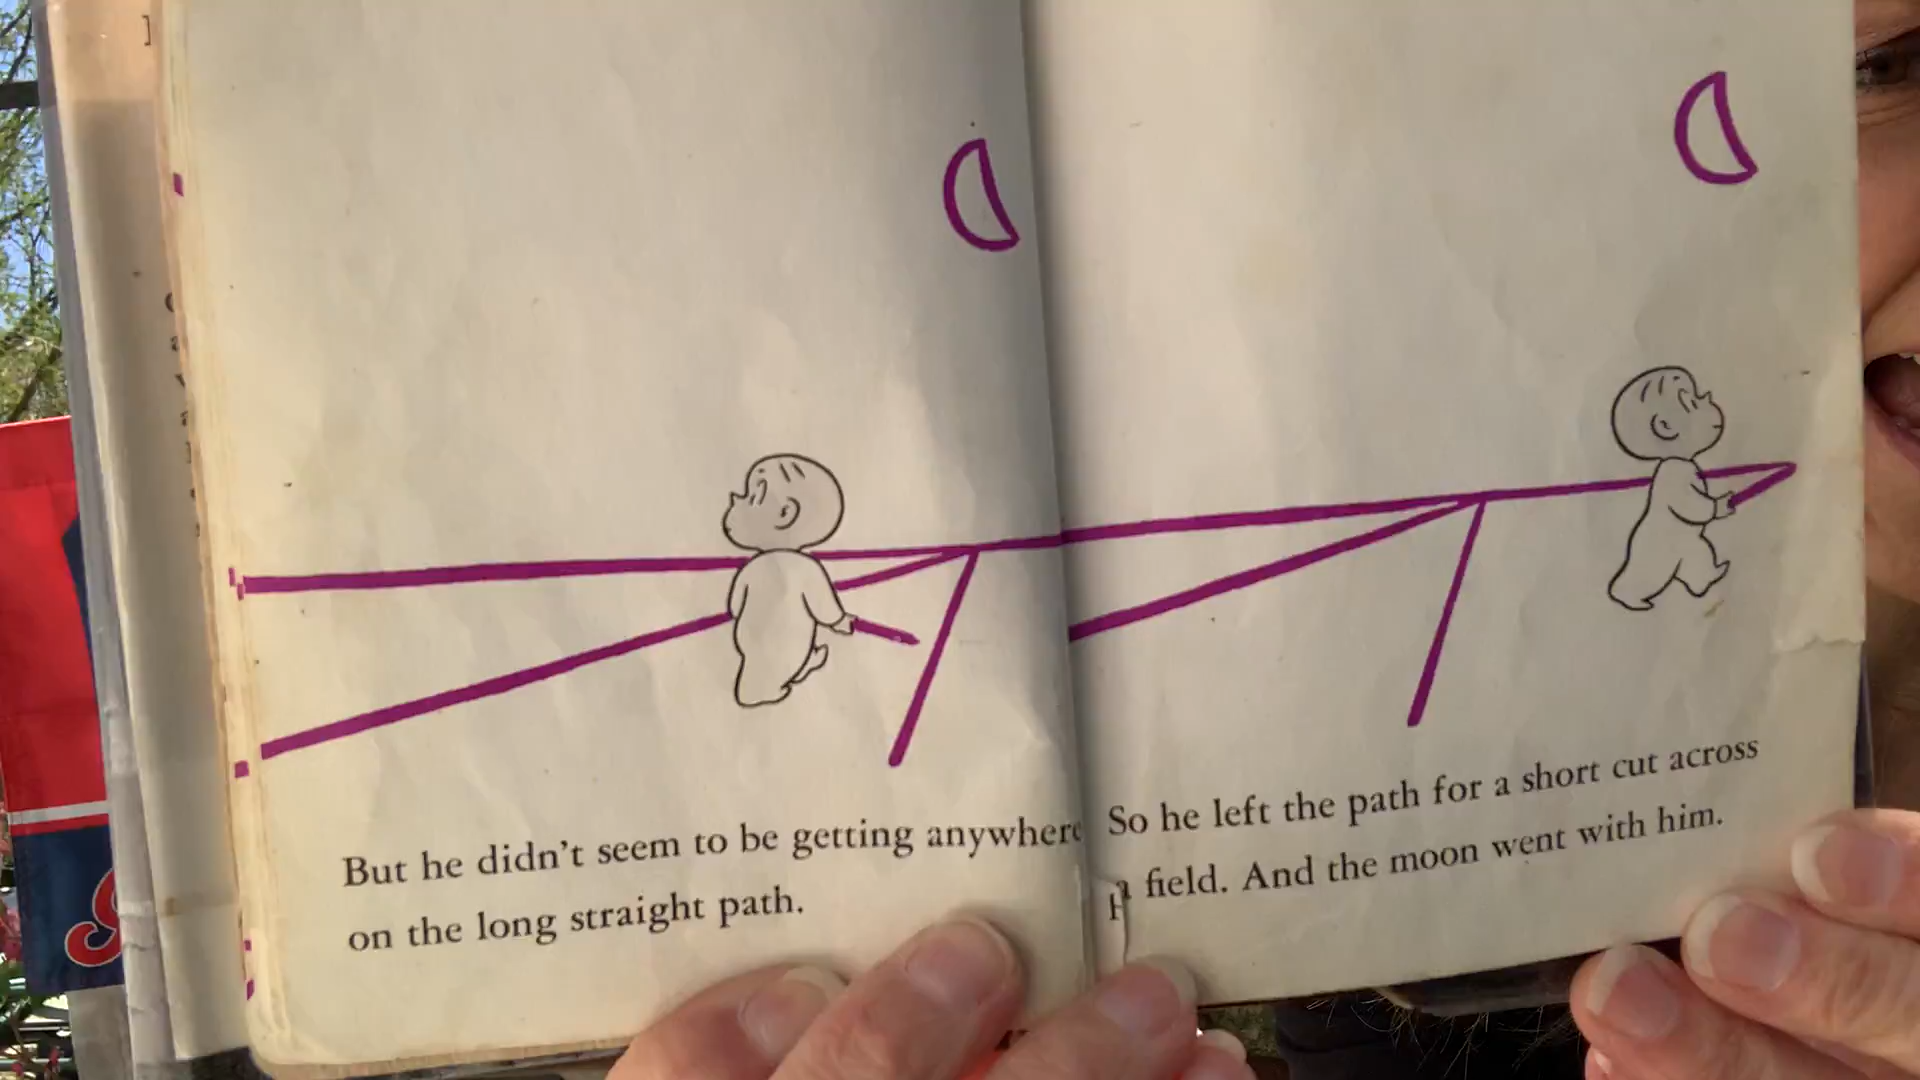 But he didn't seem to be getting anywhere
on the long straight path.
So he left the path for a short cut across
a field. And the moon went with him.